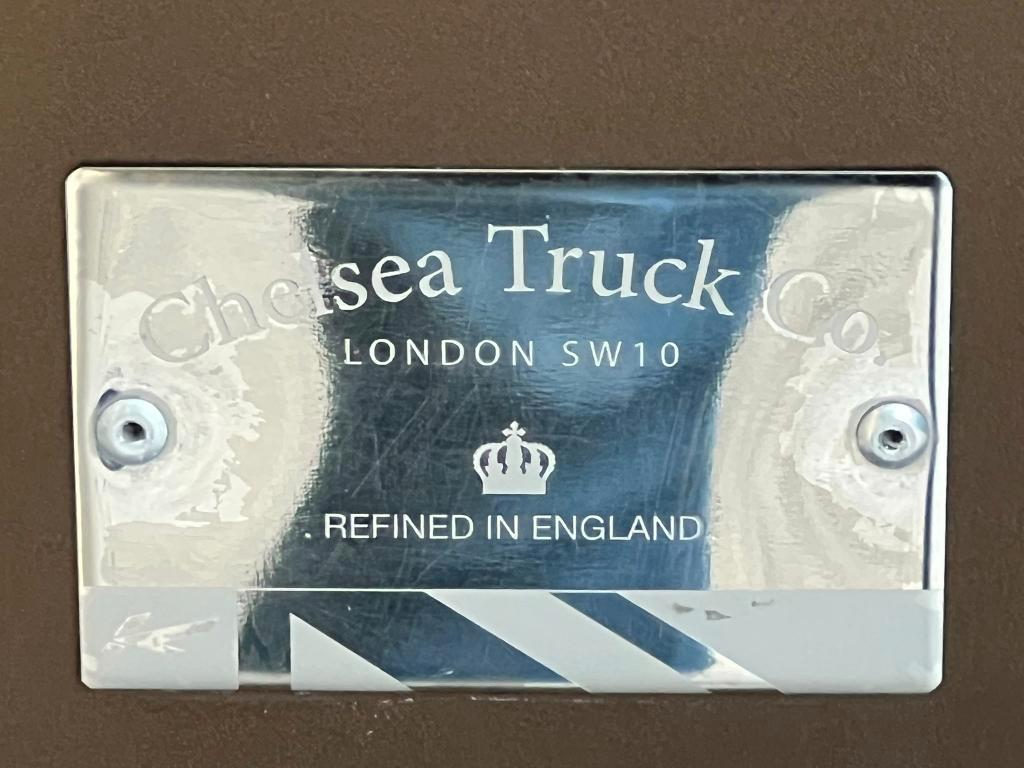 Chelsea Truck Co.
LONDON SW10
. REFINED IN ENGLAND.